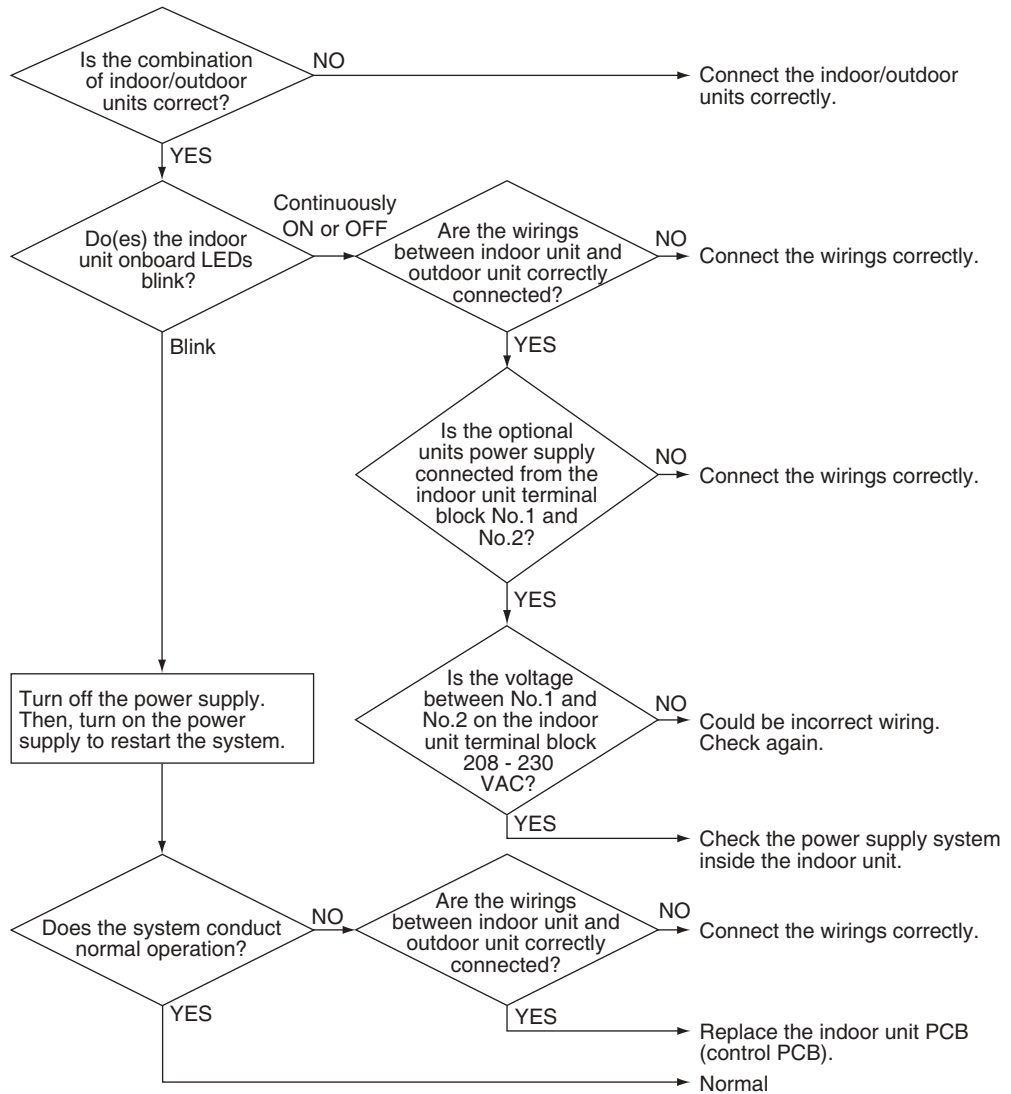 Is the combination
of indoor/outdoor
units correct?
NO
Connect the indoor/outdoor
units correctly.
YES
Do(es) the indoor
unit onboard LEDs
blink?
Continuously
ON or OFF
Are the wirings
between indoor unit and
outdoor unit correctly
connected?
NO
Connect the wirings correctly.
Blink
YES
Is the optional
units power supply
connected from the
indoor unit terminal
block No.1 and
No.2?
NO
Connect the wirings correctly.
YES
Turn off the power supply.
Then, turn on the power
supply to restart the system.
Is the voltage
between No.1 and
No.2 on the indoor
unit terminal block
208 - 230
VAC?
NO
Could be incorrect wiring.
Check again.
YES
Check the power supply system
inside the indoor unit.
Does the system conduct
normal operation?
NO
Are the wirings
between indoor unit and
outdoor unit correctly
connected?
NO
Connect the wirings correctly.
YES
YES
Replace the indoor unit PCB
(control PCB).
Normal